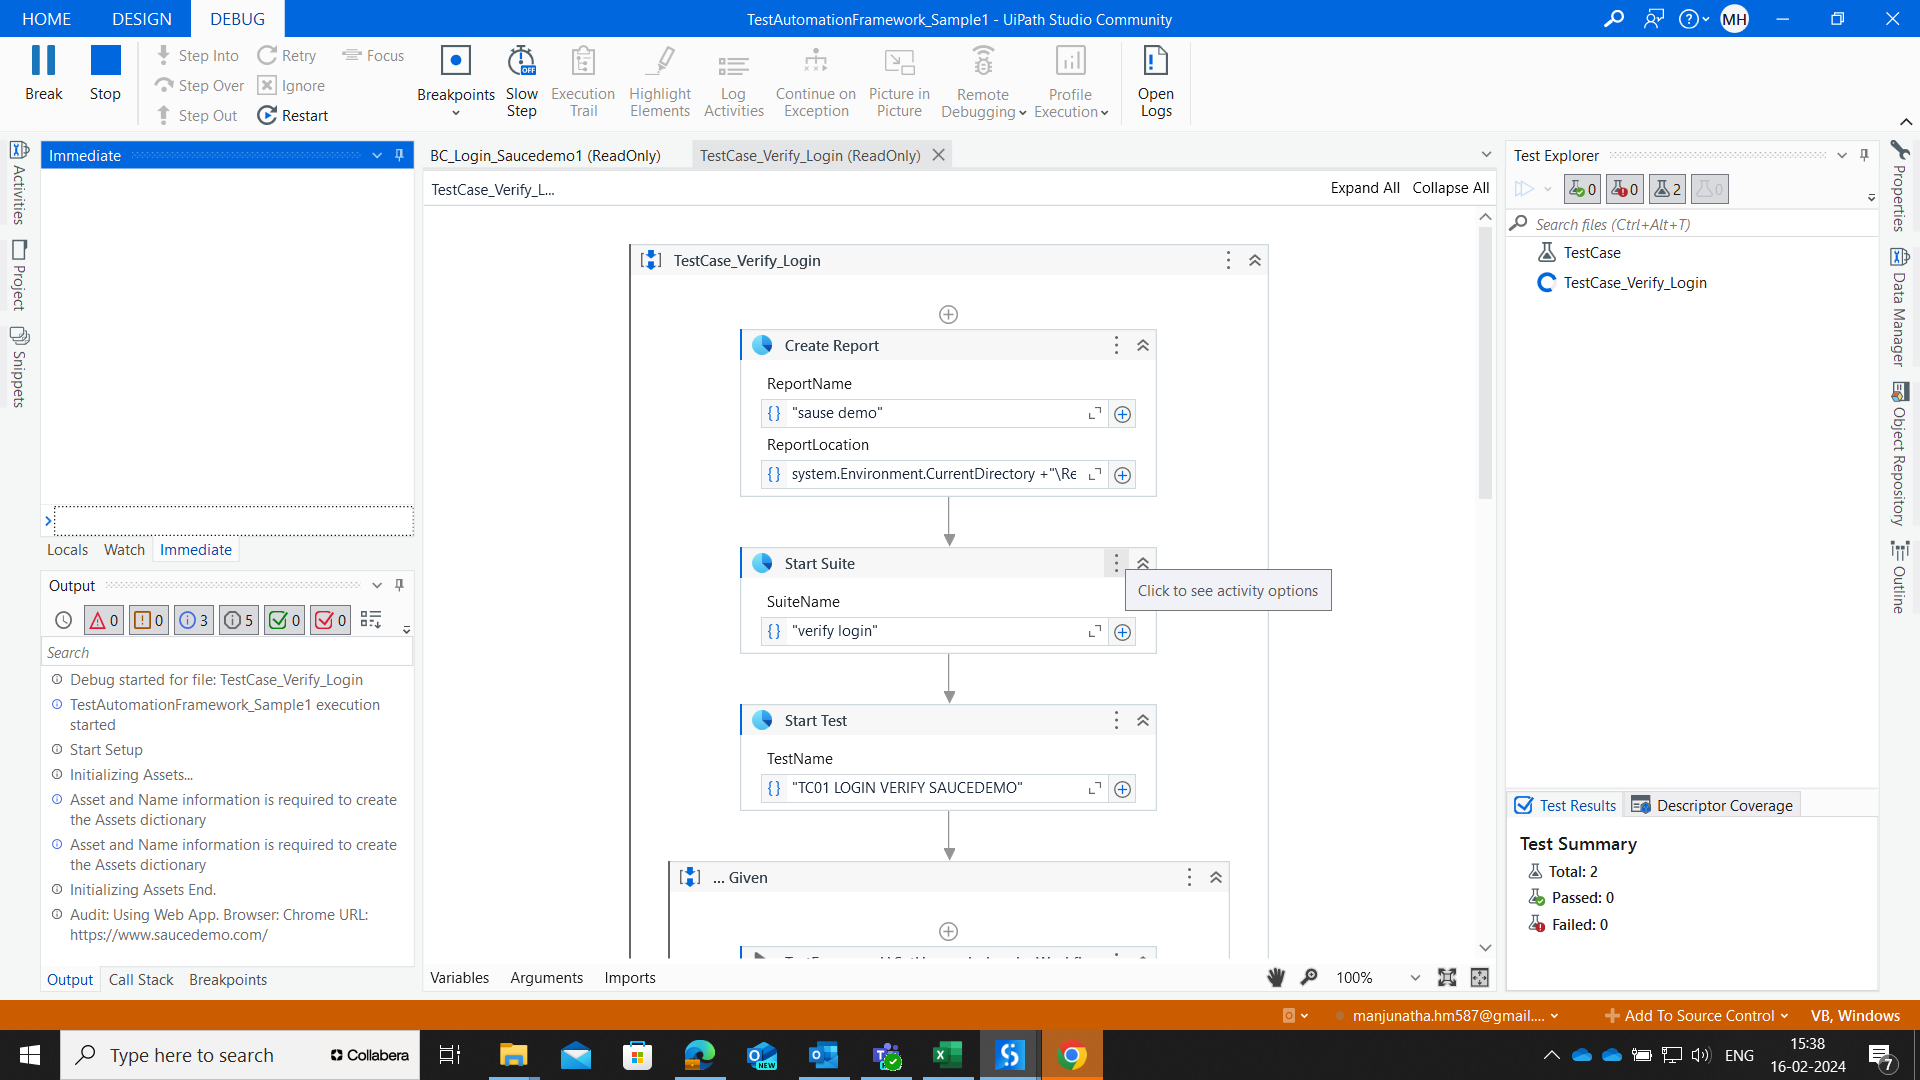 HOME DESIGN DEBUG
TestAutomationFramework_Sample1 - UiPath Studio Community
MH
Break
Stop
Step Into
Step Over
Step Out
Retry
Ignore
Restart
Focus
Breakpoints
OFF
Slow
Step
Execution
Trail
Highlight
Elements
Log
Activities
Continue on
Exception
Picture in
Picture
Remote
Debugging
Profile
Execution
Open
Logs
Activities
Project
Snippets
Immediate
Locals Watch Immediate
Output
0 0 3 5 0 0
Search
Debug started for file: TestCase_Verify_Login
TestAutomationFramework_Sample1 execution
started
Start Setup
Initializing Assets...
Asset and Name information is required to create
the Assets dictionary
Asset and Name information is required to create
the Assets dictionary
Initializing Assets End.
Audit: Using Web App. Browser: Chrome URL:
https://www.saucedemo.com/
Output Call Stack Breakpoints
BC_Login_Saucedemo1 (ReadOnly)
TestCase_Verify_Login (ReadOnly)
TestCase_Verify_L...
Expand All Collapse All
TestCase_Verify_Login
Create Report
ReportName
{} "sause demo"
ReportLocation
{} system.Environment.CurrentDirectory +"\Re
Start Suite
Click to see activity options
SuiteName
{} "verify login"
Start Test
TestName
{} "TC01 LOGIN VERIFY SAUCEDEMO"
... Given
Variables Arguments Imports
100%
Test Explorer
0 0 2 0
Search files (Ctrl+Alt+T)
TestCase
TestCase_Verify_Login
Test Results
Descriptor Coverage
Test Summary
Total: 2
Passed: 0
Failed: 0
Properties
Data Manager
Object Repository
Outline
manjunatha.hm587@gmail....
Add To Source Control
VB, Windows
Type here to search
Collabera
NEW
ENG
15:38
16-02-2024
7